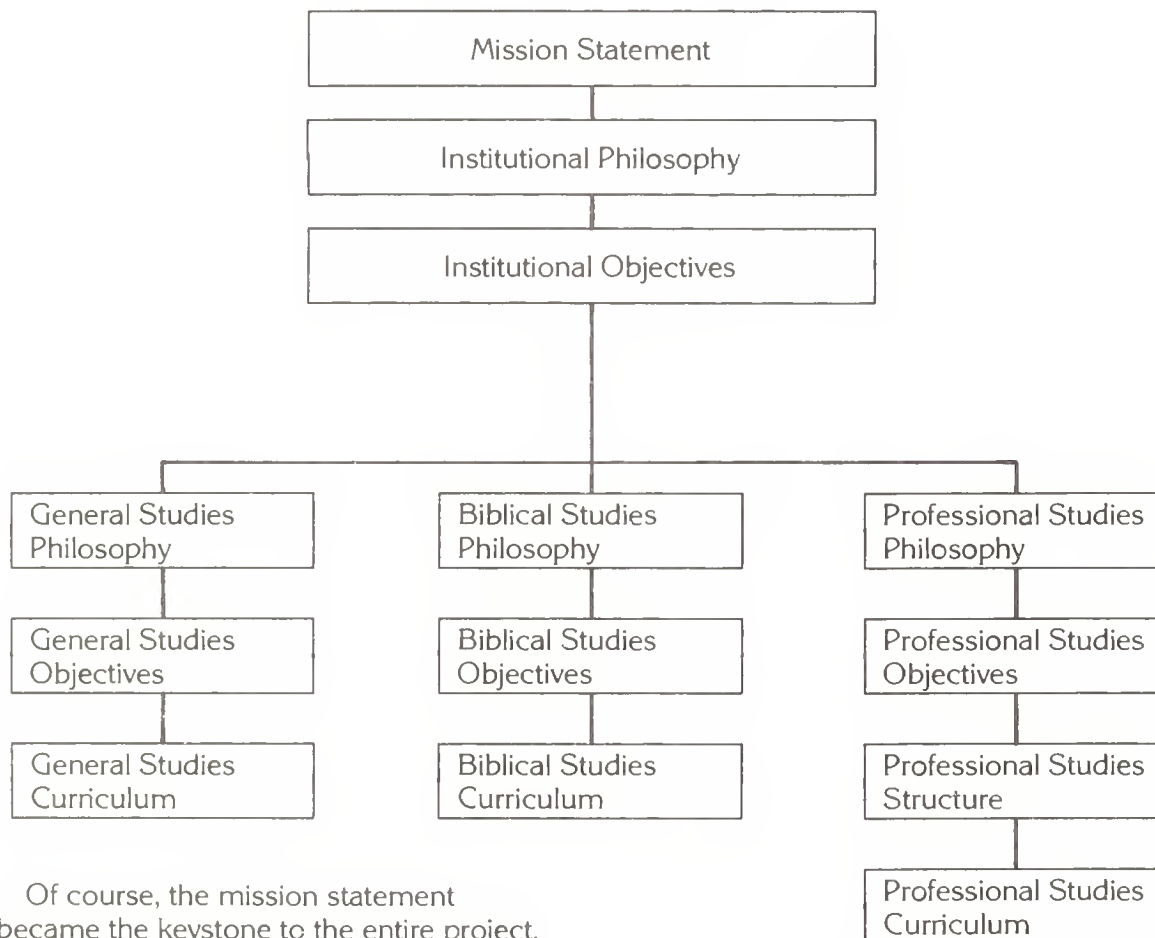 Mission Statement
Institutional Philosophy
Institutional Objectives
General Studies
Philosophy
General Studies
Objectives
General Studies
Curriculum
Biblical Studies
Philosophy
Biblical Studies
Objectives
Biblical Studies
Curriculum
Professional Studies
Philosophy
Professional Studies
Objectives
Professional Studies
Structure
Professional Studies
Curriculum
Of course, the mission statement
became the keystone to the entire project.